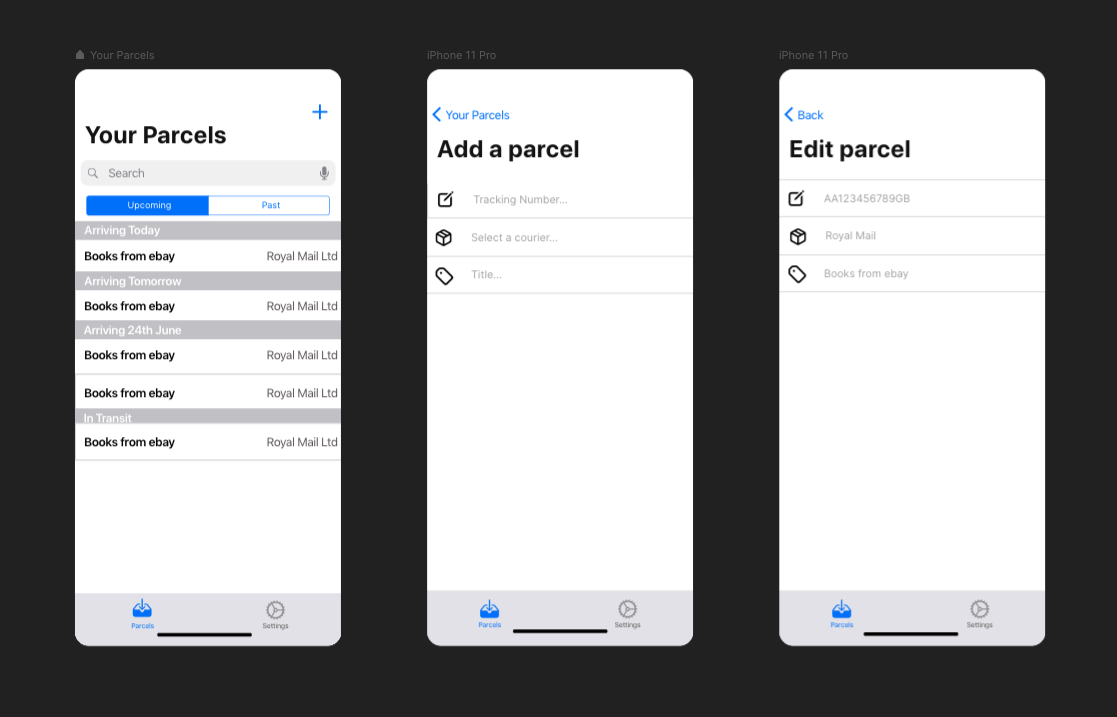 Your Parcels
Your Parcels
Search
Upcoming Past
Arriving Today
Books from ebay Royal Mail Ltd
Arriving Tomorrow
Books from ebay Royal Mail Ltd
Arriving 24th June
Books from ebay Royal Mail Ltd
Books from ebay Royal Mail Ltd
In Transit
Books from ebay Royal Mail Ltd
Parcels Settings
iPhone 11 Pro
Your Parcels
Add a parcel
Tracking Number...
Select a courier...
Title...
Parcels Settings
iPhone 11 Pro
Back
Edit parcel
AA123456789GB
Royal Mail
Books from ebay
Parcels Settings